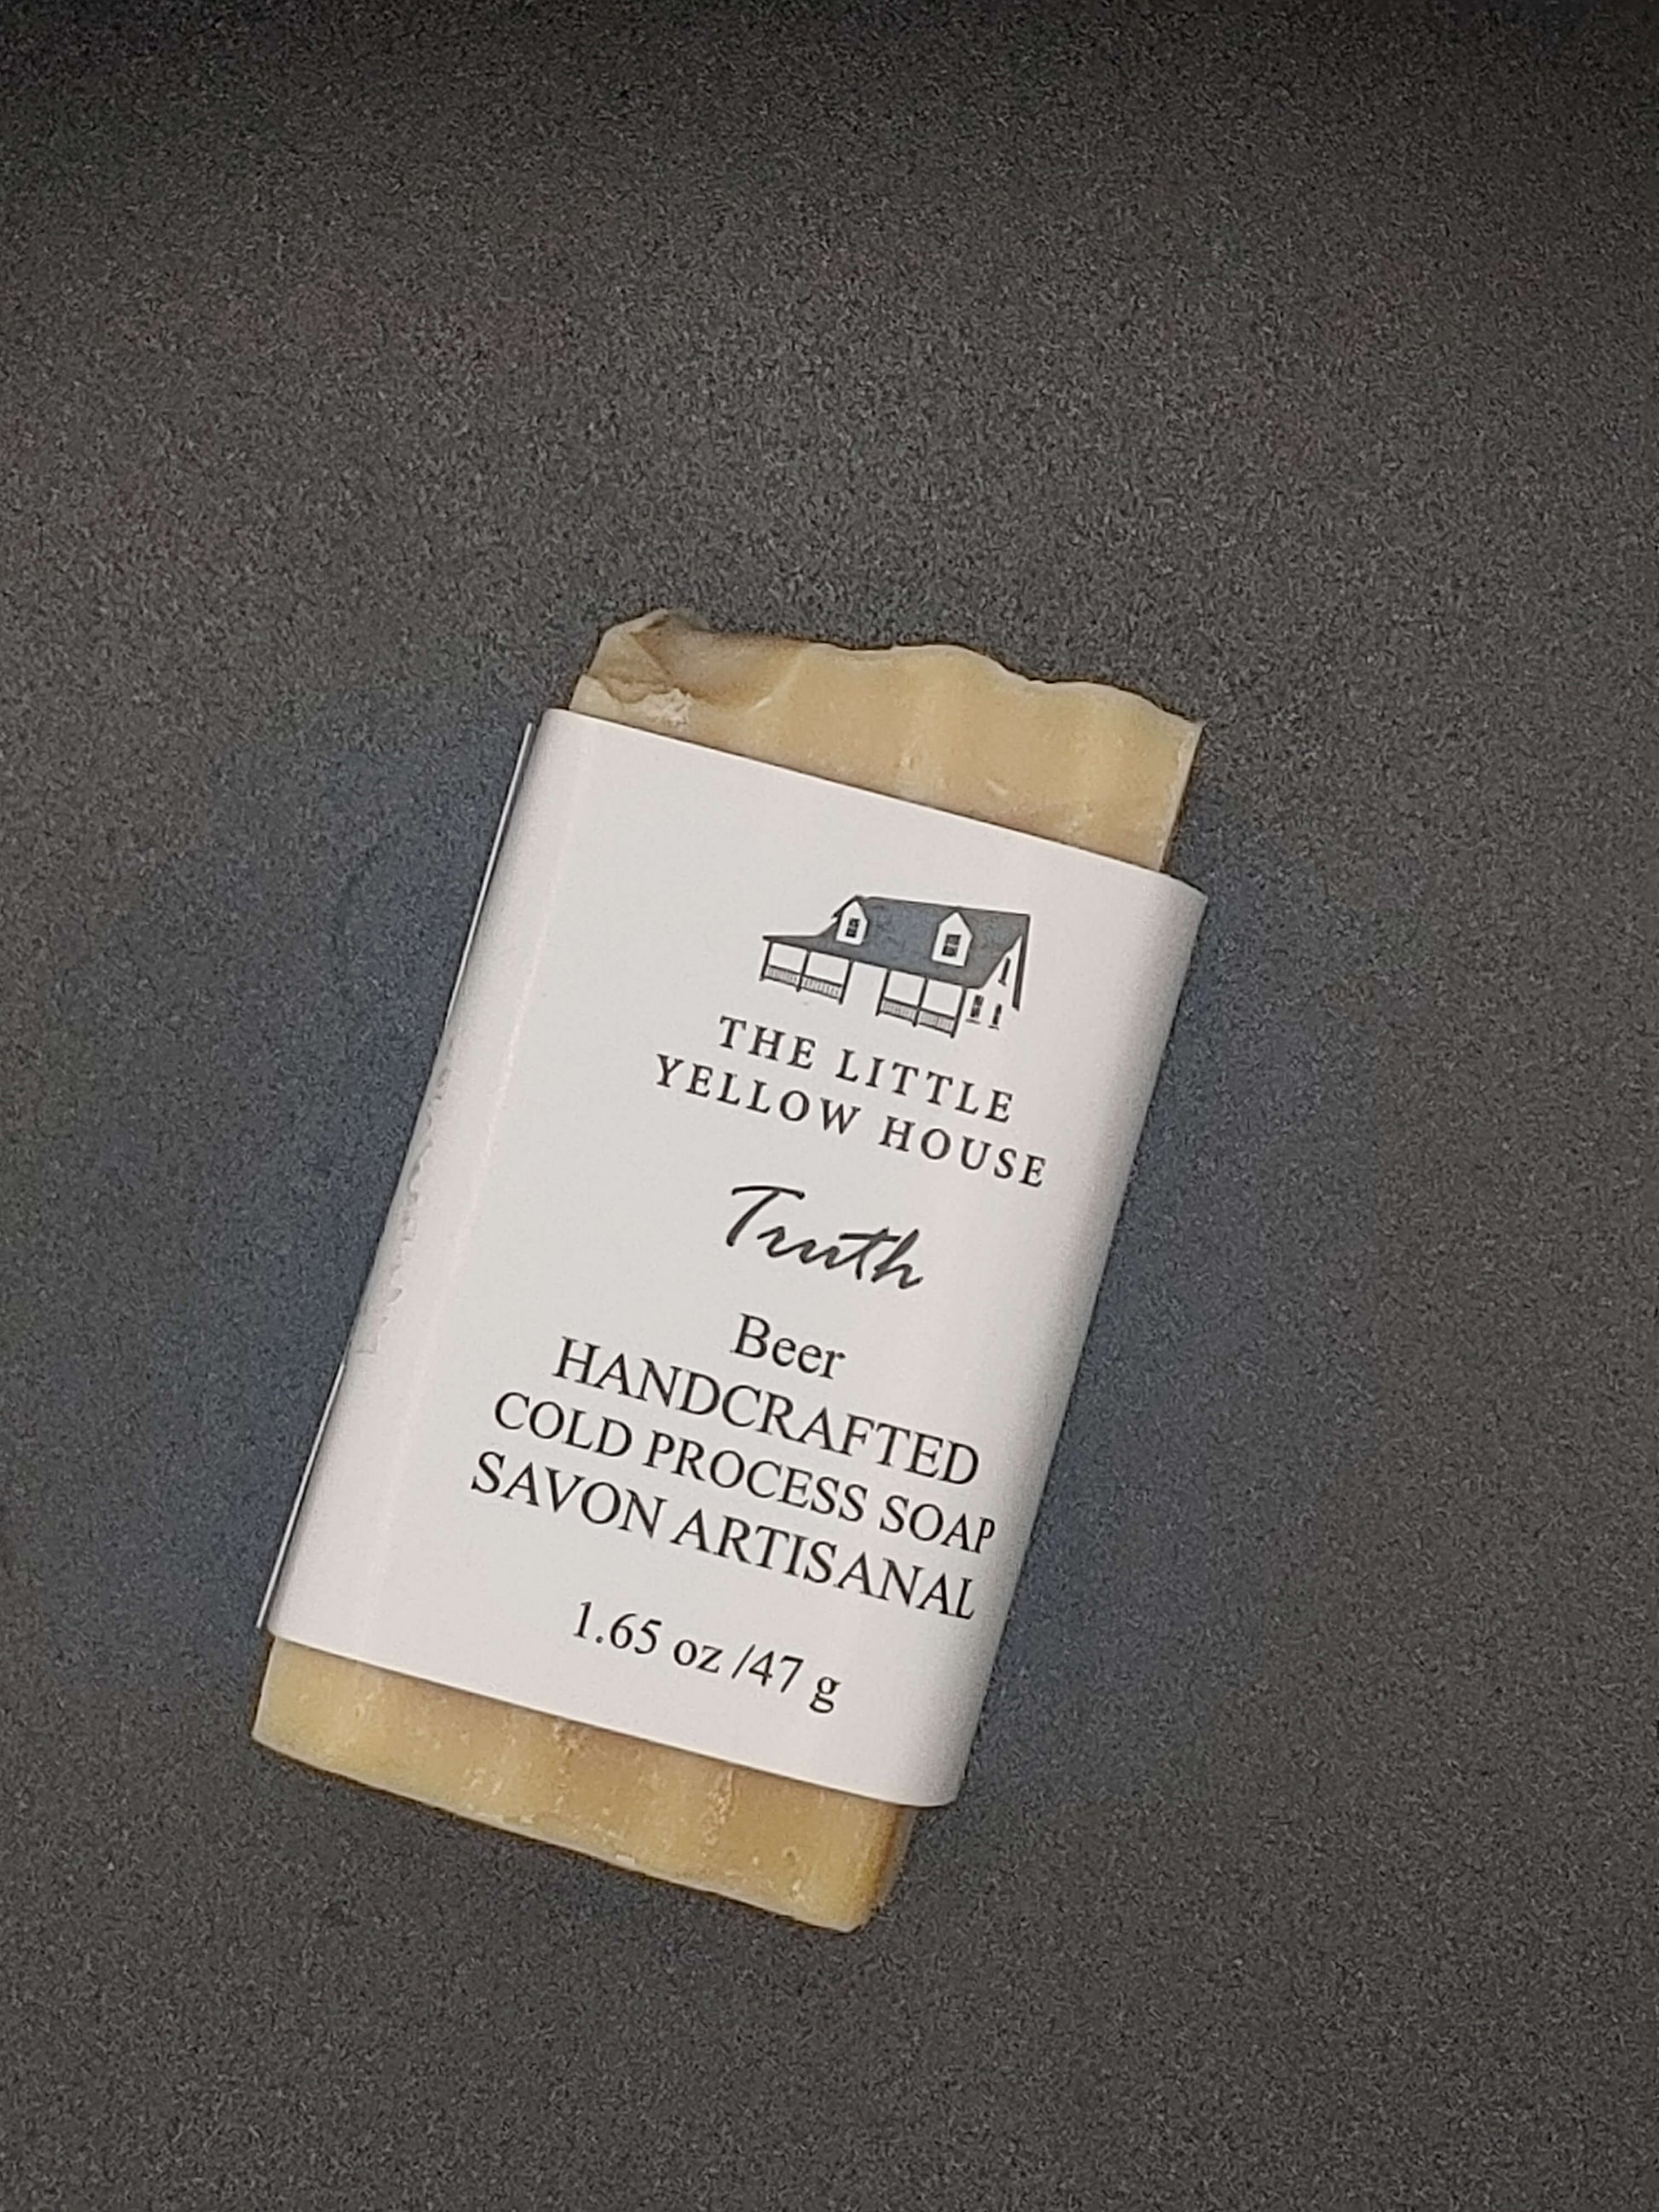 THE LITTLE
YELLOW HOUSE
Truth
Beer
HANDCRAFTED
COLD PROCESS SOAP
SAVON ARTISANAL
1.65 oz /47 g